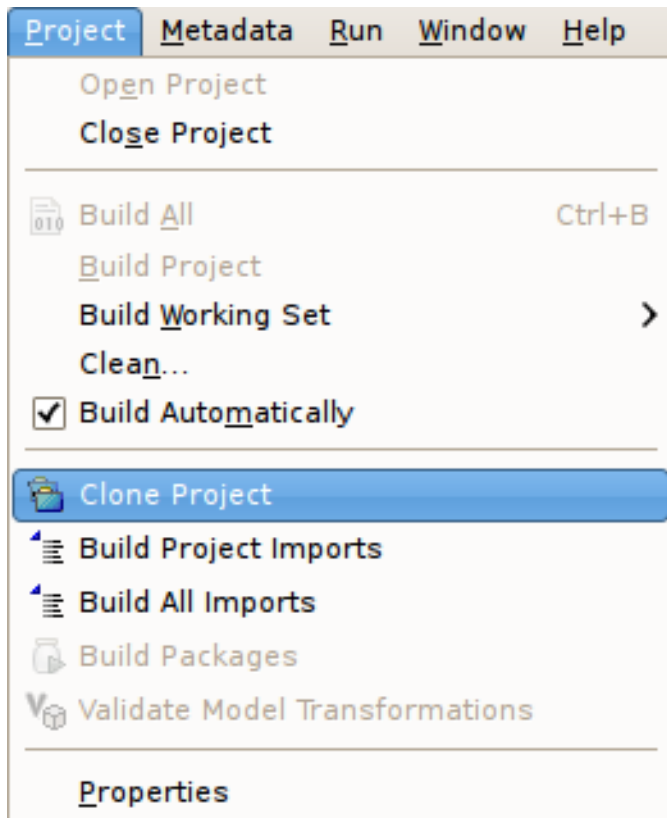 Project Metadata Run Window Help
Open Project
Close Project
010 Build All Ctrl+B
Build Project
Build Working Set
Clean...
Build Automatically
Clone Project
Build Project Imports
Build All Imports
Build Packages
V Validate Model Transformations
Properties